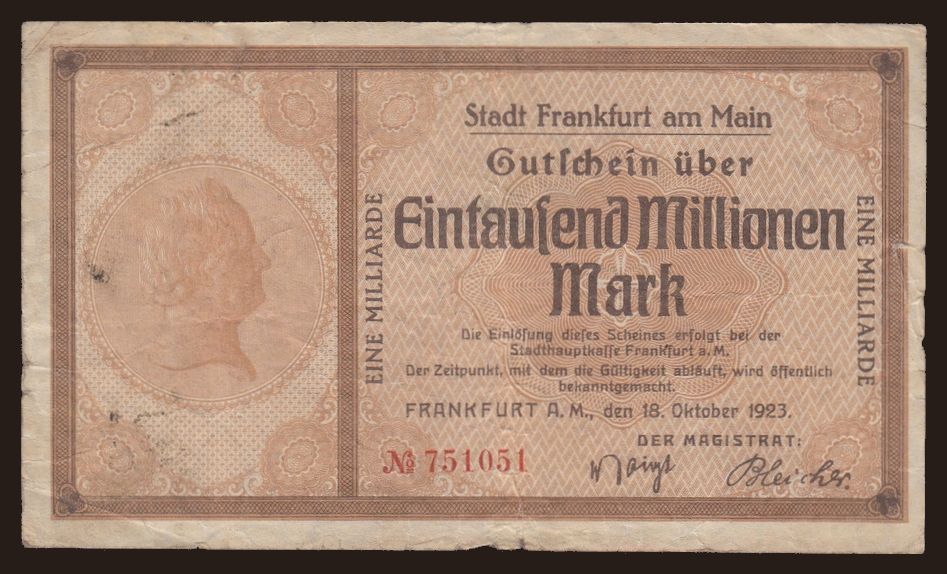 Stadt Frankfurt am Main
Gutſchein über
Eintauſend Millionen
Mark
Die Einlöſung dieſes Scheines erfolgt bei der
Stadthauptkaſſe Frankfurt a. M.
Der Zeitpunkt, mit dem die Gültigkeit abläuft, wird öffentlich
bekanntgemacht.
FRANKFURT A. M., den 18. Oktober 1923.
DER MAGISTRAT:
№ 751051
Voigt
Bleicher.
EINE MILLIARDE
EINE MILLIARDE